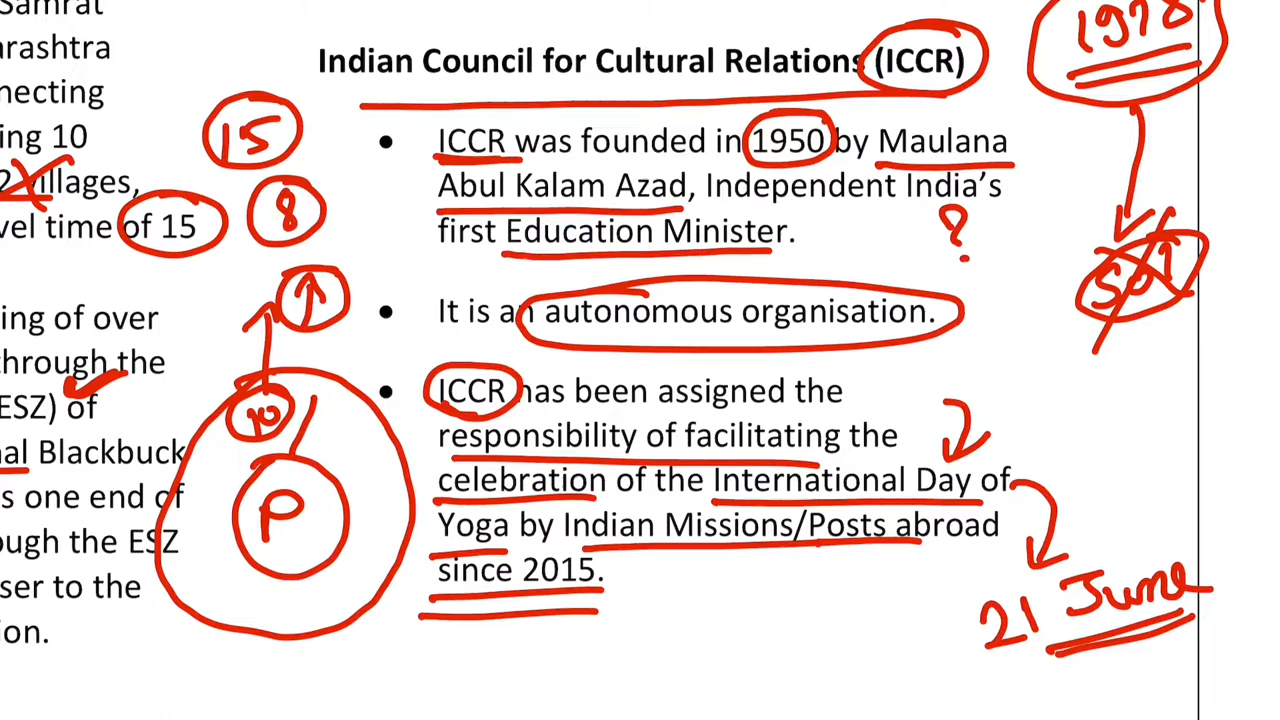 Samrat
arashtra
necting
ing 10
2 villages,
vel time of 15
ing of over
through the
ESZ) of
nal Blackbuck
s one end of
ough the ESZ
ser to the
ion.
15
8
10
P
Indian Council for Cultural Relations (ICCR)
• ICCR was founded in 1950 by Maulana
Abul Kalam Azad, Independent India’s
first Education Minister.
?
• It is an autonomous organisation.
• ICCR has been assigned the
responsibility of facilitating the
celebration of the International Day of
Yoga by Indian Missions/Posts abroad
since 2015.
1978
21 June